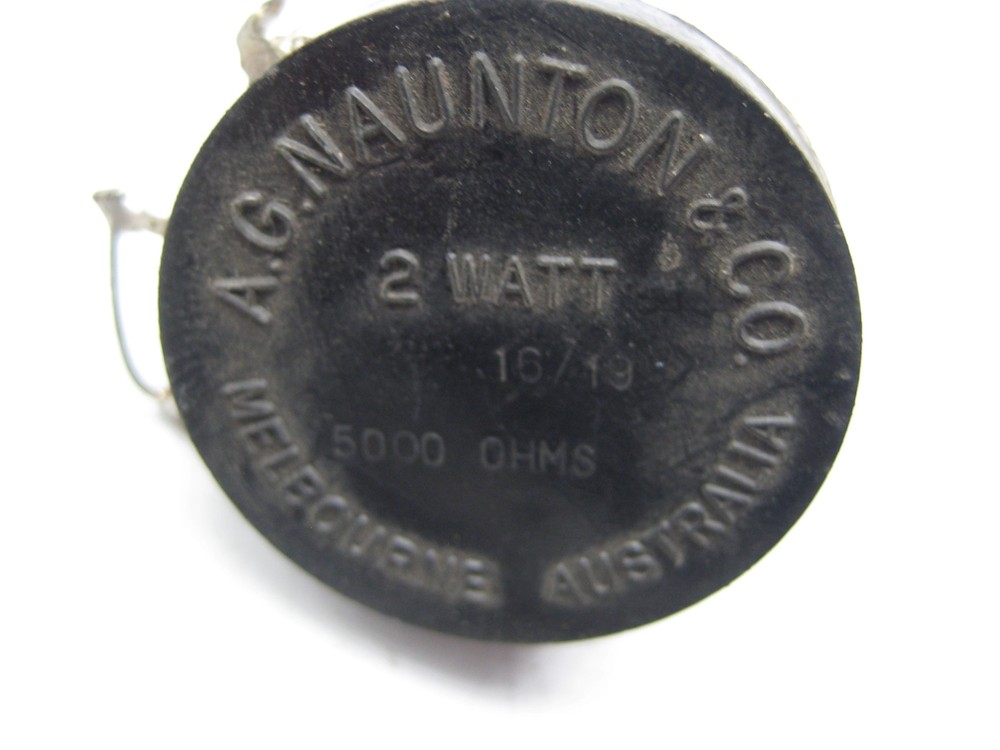 A.G. NAUNTON & CO.
2 WATT
16/19
5000 OHMS
MELBOURNE AUSTRALIA